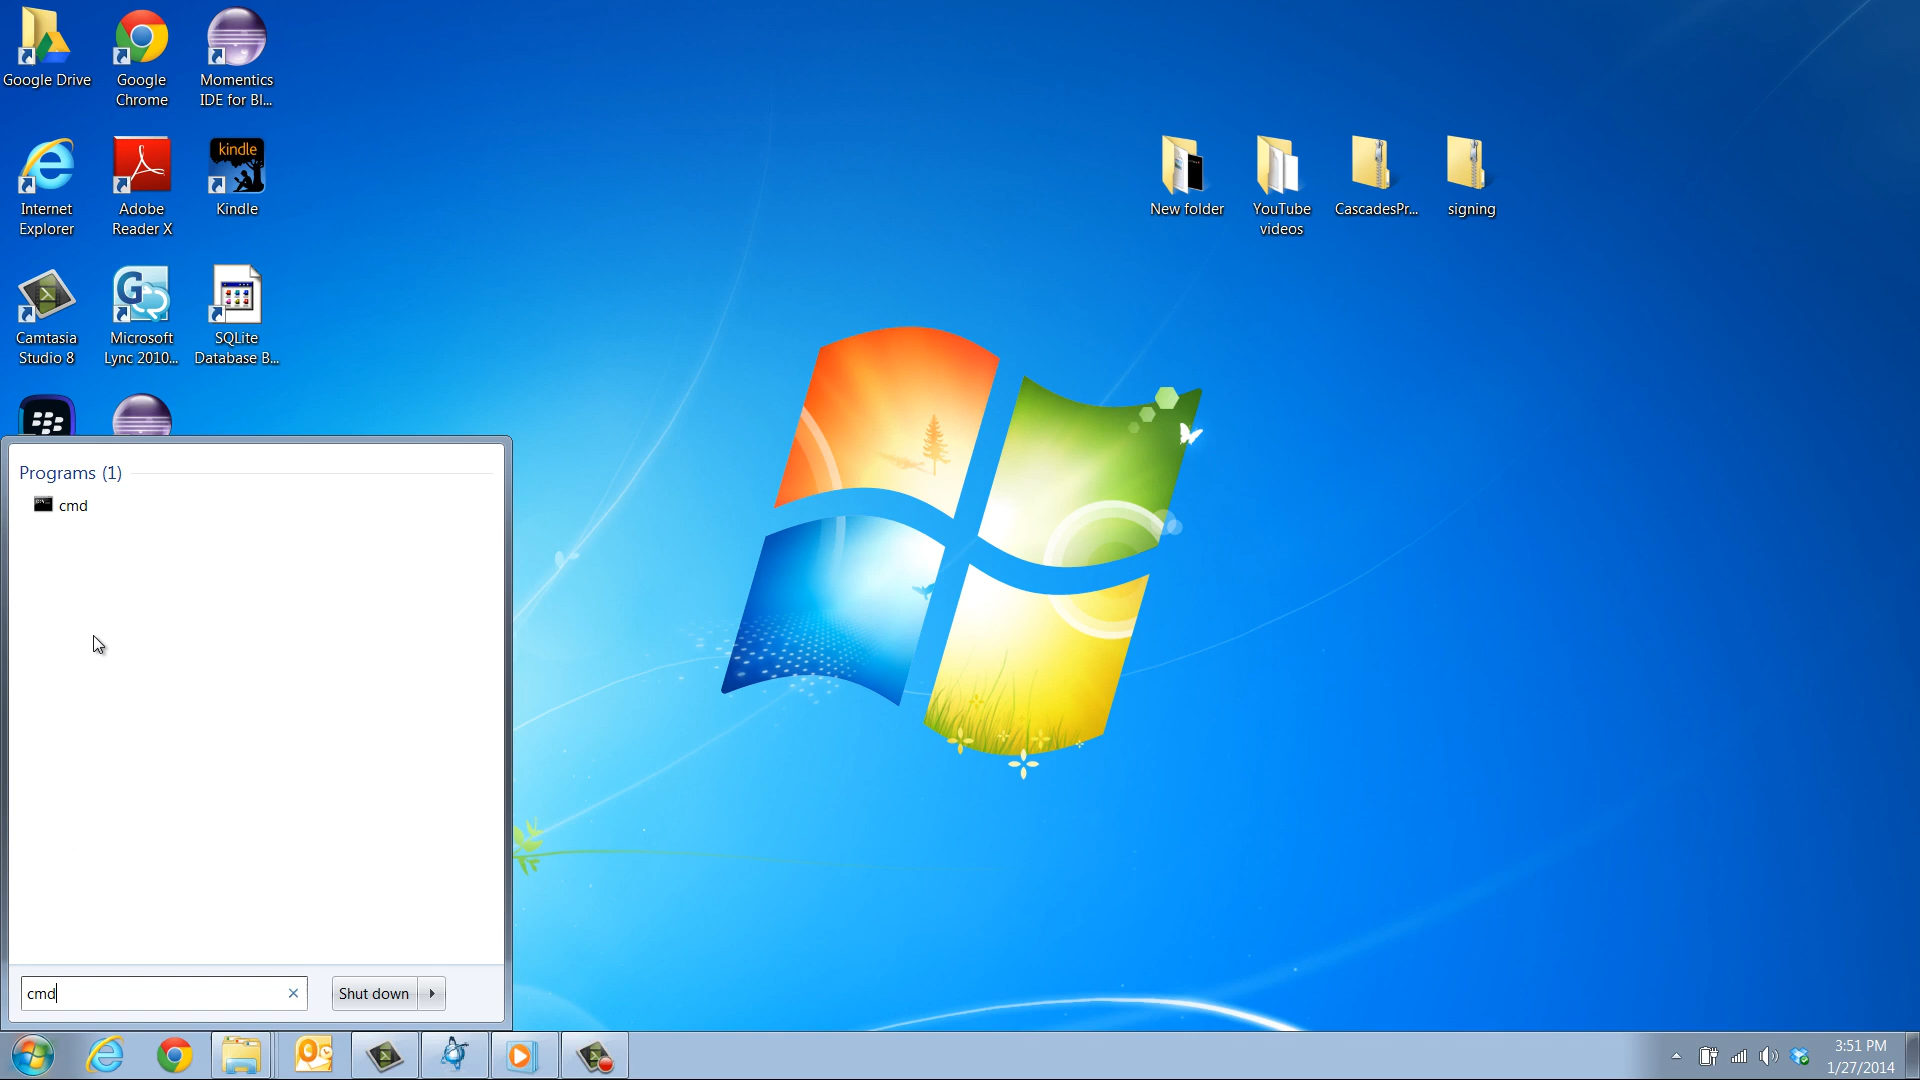 Google Drive
Google
Chrome
Momentics
IDE for Bl...
Internet
Explorer
Adobe
Reader X
kindle
Kindle
New folder
YouTube
videos
CascadesPr...
signing
Camtasia
Studio 8
G
Microsoft
Lync 2010...
SQLite
Database B...
Programs (1)
cmd
cmd
Shut down
3:51 PM
1/27/2014